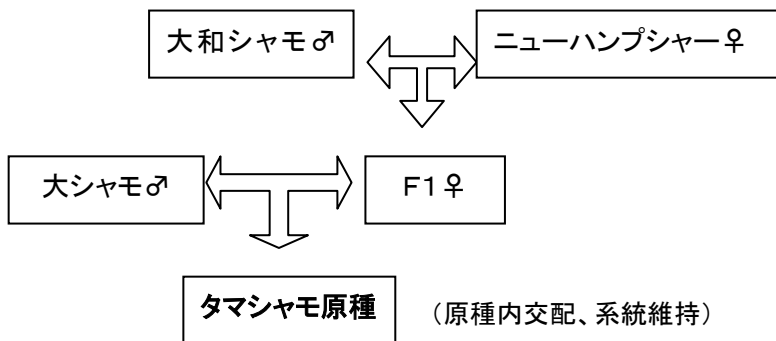 大和シャモ♂
ニューハンプシャー♀
大シャモ♂
F1♀
タマシャモ原種
(原種内交配、系統維持)